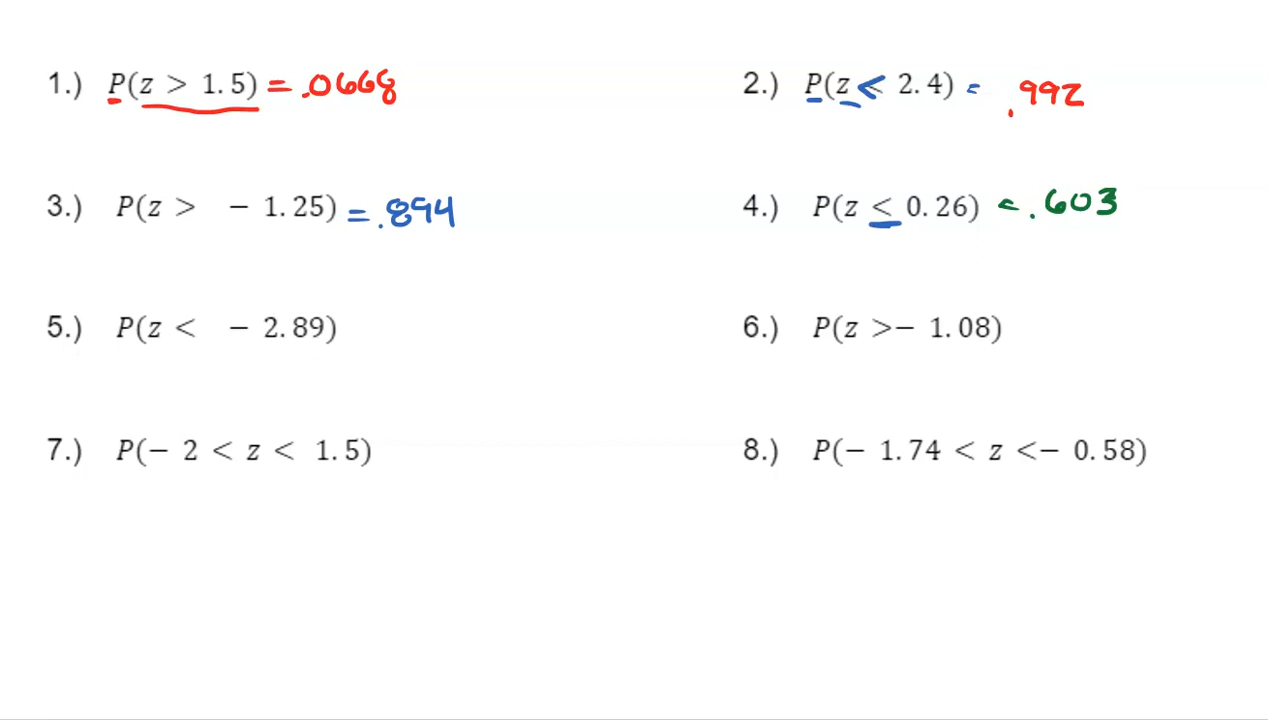 1.) P(z > 1.5) = .0668
2.) P(z < 2.4) = .992
3.) P(z > - 1.25) = .894
4.) P(z < 0.26) = .603
5.) P(z < - 2.89)
6.) P(z >- 1.08)
7.) P(- 2 < z < 1.5)
8.) P(- 1.74 < z <- 0.58)